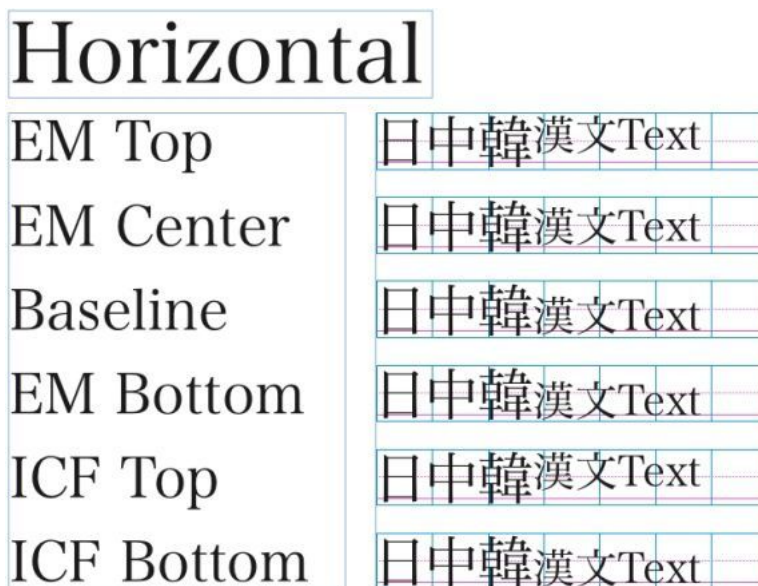 Horizontal
EM Top 日中韓漢文Text
EM Center 日中韓漢文Text
Baseline 日中韓漢文Text
EM Bottom 日中韓漢文Text
ICF Top 日中韓漢文Text
ICF Bottom 日中韓漢文Text